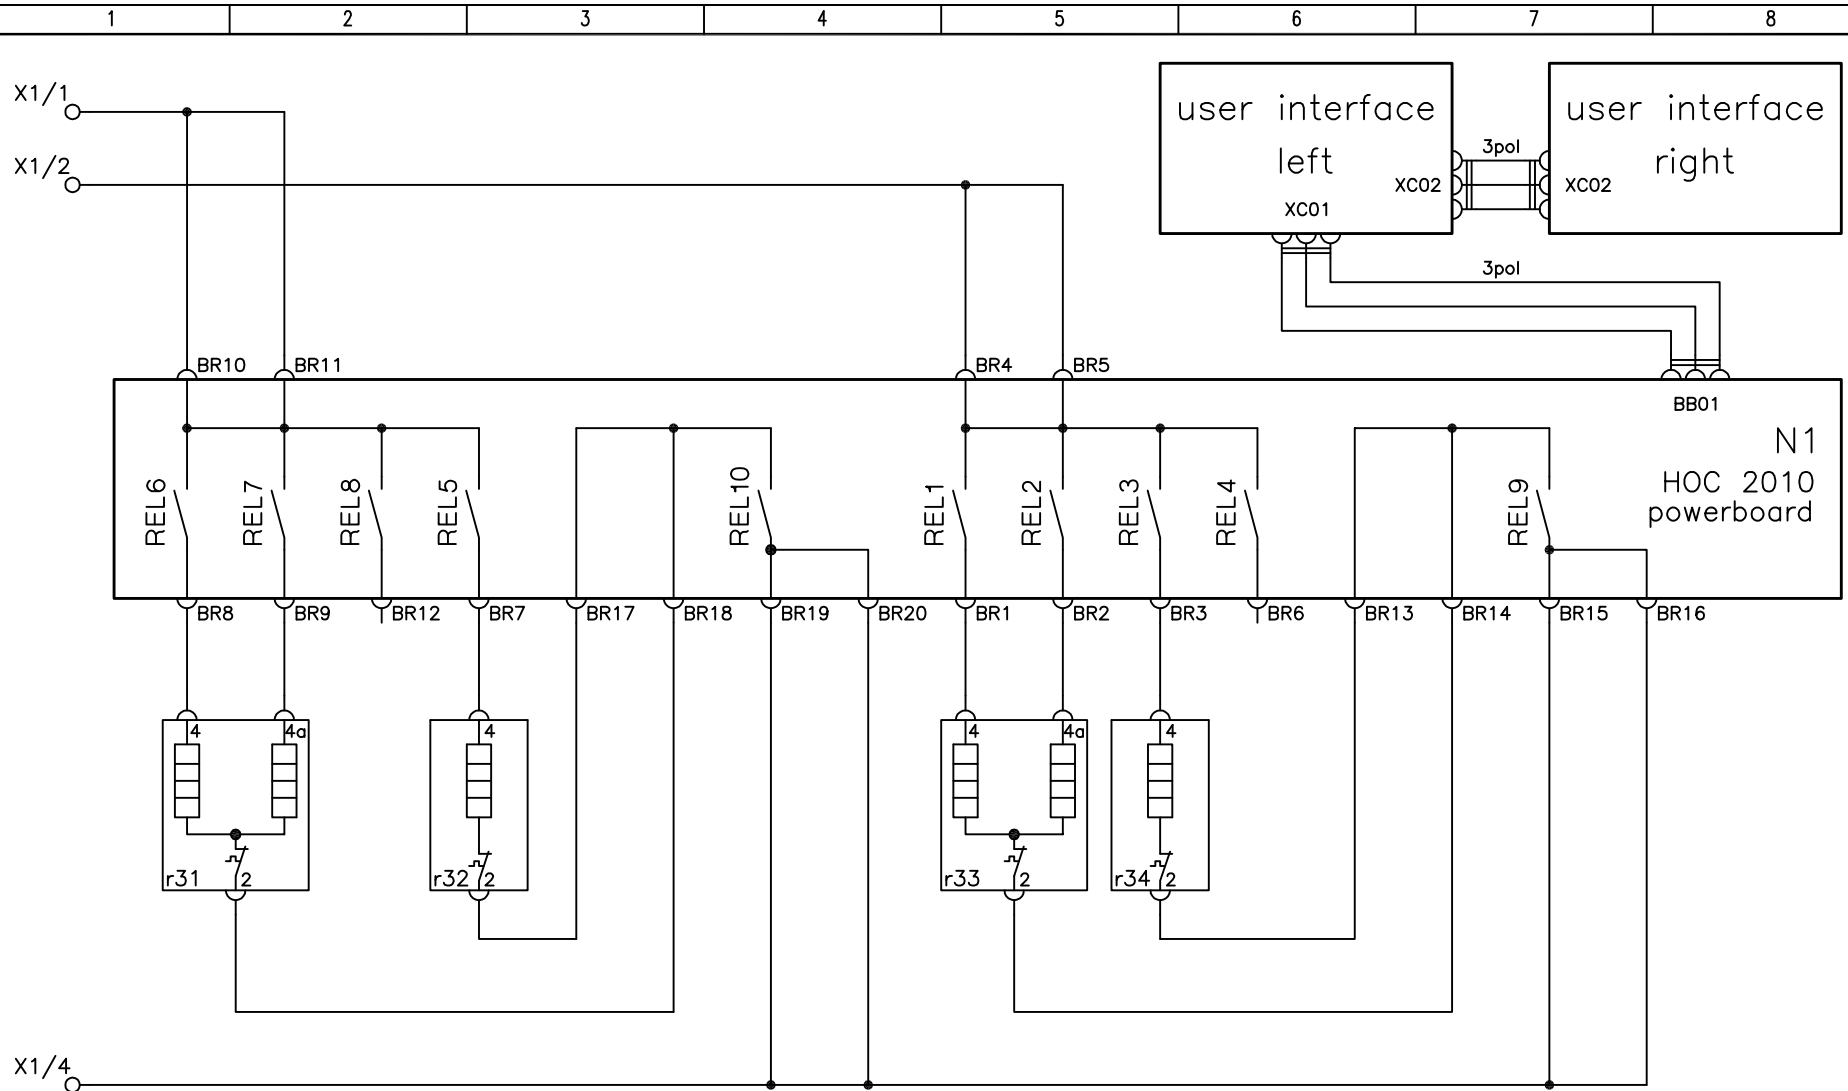 1 2 3 4 5 6 7 8
X1/1
user interface
left
user interface
right
3pol
X1/2
XC02
XC02
XC01
3pol
BR10 BR11 BR4 BR5
BB01
N1
HOC 2010
powerboard
REL6 REL7 REL8 REL5 REL10 REL1 REL2 REL3 REL4 REL9
BR8 BR9 BR12 BR7 BR17 BR18 BR19 BR20 BR1 BR2 BR3 BR6 BR13 BR14 BR15 BR16
4 4a 4 4 4a 4
r31 2 r32 2 r33 2 r34 2
X1/4